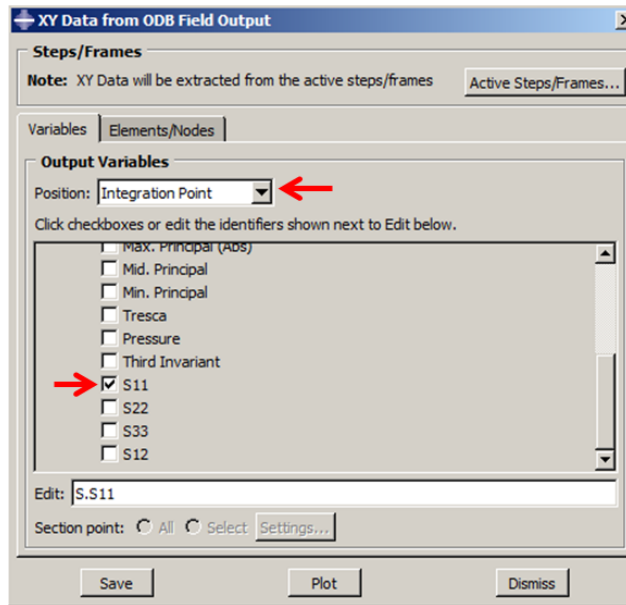 XY Data from ODB Field Output
Steps/Frames
Note: XY Data will be extracted from the active steps/frames Active Steps/Frames...
Variables Elements/Nodes
Output Variables
Position: Integration Point
Click checkboxes or edit the identifiers shown next to Edit below.
Max. Principal (Abs)
Mid. Principal
Min. Principal
Tresca
Pressure
Third Invariant
S11
S22
S33
S12
Edit: S.S11
Section point: All Select Settings...
Save Plot Dismiss